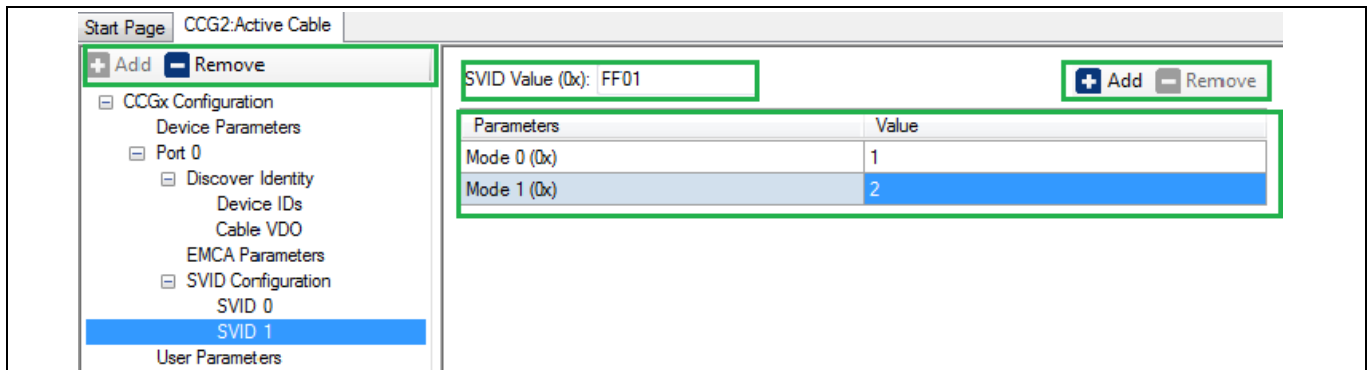 Start Page CCG2:Active Cable
Add Remove
CCGx Configuration
Device Parameters
Port 0
Discover Identity
Device IDs
Cable VDO
EMCA Parameters
SVID Configuration
SVID 0
SVID 1
User Parameters
SVID Value (0x): FF01
Add Remove
Parameters Value
Mode 0 (0x) 1
Mode 1 (0x) 2